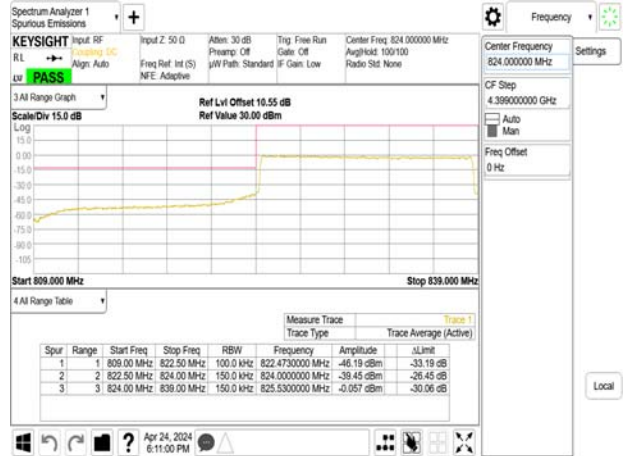 Spectrum Analyzer 1
Spurious Emissions
Frequency
Settings
KEYSIGHT
RL
PASS
Input: RF
Coupling: DC
Align: Auto
Input Z: 50 Ω
Freq Ref: Int (S)
NFE: Adaptive
Atten: 30 dB
Preamp: Off
µW Path: Standard
Trig: Free Run
Gate: Off
IF Gain: Low
Center Freq: 824.000000 MHz
Avg|Hold: 100/100
Radio Std: None
Center Frequency
824.000000 MHz
CF Step
4.399000000 GHz
Auto
Man
Freq Offset
0 Hz
Local
3 All Range Graph
Scale/Div 15.0 dB
Ref Lvl Offset 10.55 dB
Ref Value 30.00 dBm
Log
15.0
0.00
-15.0
-30.0
-45.0
-60.0
-75.0
-90.0
-105
Start 809.000 MHz
Stop 839.000 MHz
4 All Range Table
Measure Trace Trace 1
Trace Type Trace Average (Active)
Spur Range Start Freq Stop Freq RBW Frequency Amplitude ΔLimit
1 1 809.00 MHz 822.50 MHz 100.0 kHz 822.4730000 MHz -46.19 dBm -33.19 dB
2 2 822.50 MHz 824.00 MHz 150.0 kHz 824.0000000 MHz -39.45 dBm -26.45 dB
3 3 824.00 MHz 839.00 MHz 150.0 kHz 825.5300000 MHz -0.057 dBm -30.06 dB
?
Apr 24, 2024
6:11:00 PM